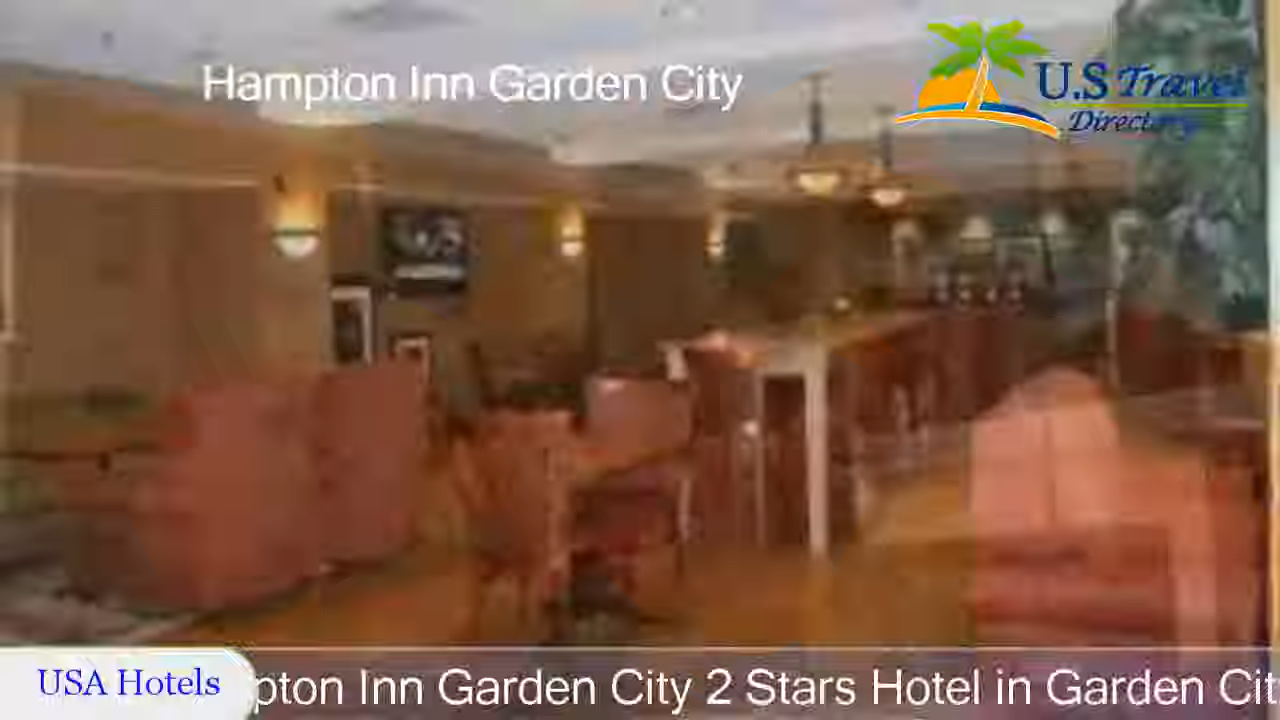 Hampton Inn Garden City
U.S Travel
Directory
USA Hotels
pton Inn Garden City 2 Stars Hotel in Garden Cit